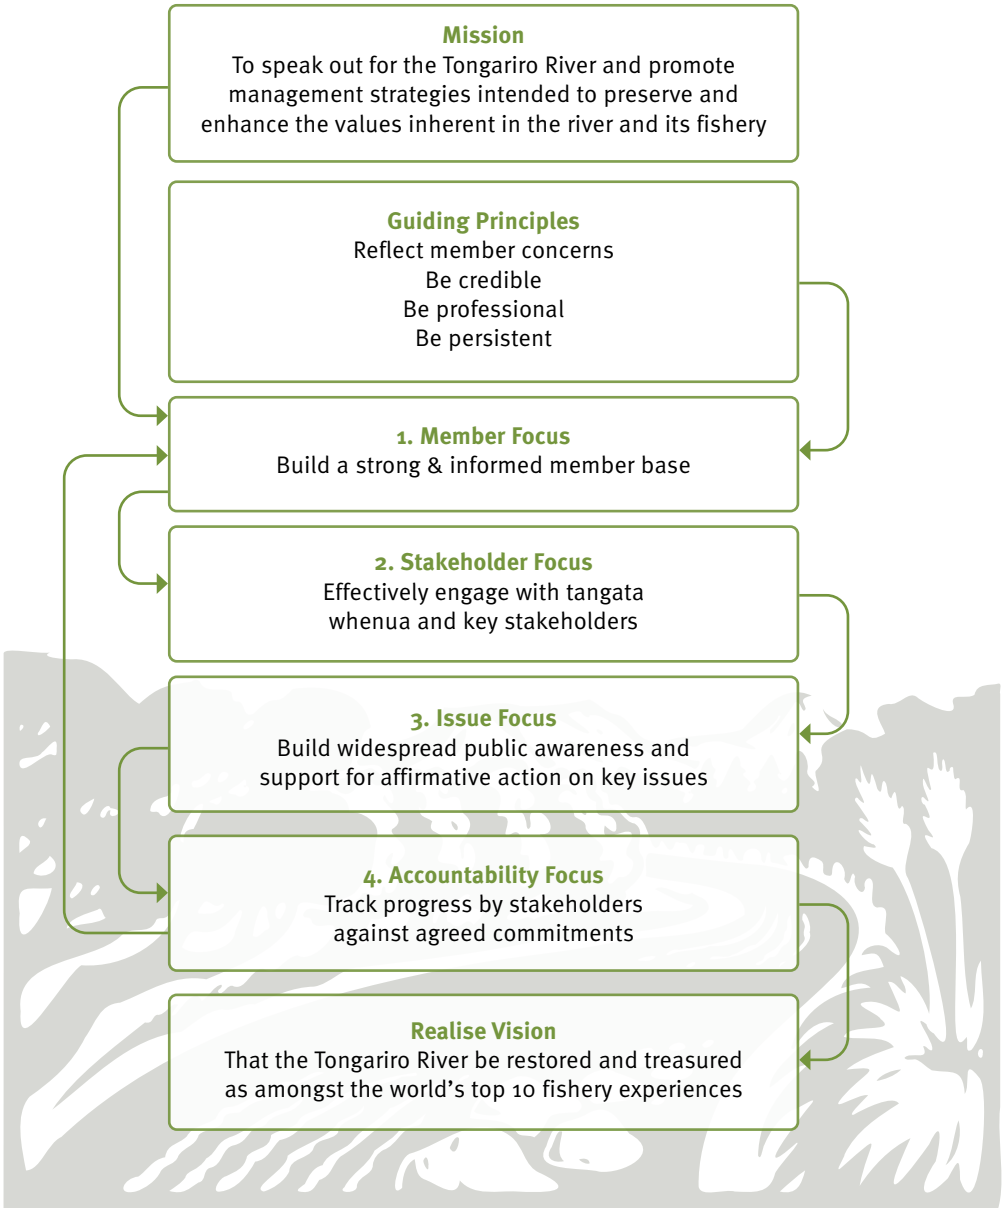 Mission
To speak out for the Tongariro River and promote
management strategies intended to preserve and
enhance the values inherent in the river and its fishery
Guiding Principles
Reflect member concerns
Be credible
Be professional
Be persistent
1. Member Focus
Build a strong & informed member base
2. Stakeholder Focus
Effectively engage with tangata
whenua and key stakeholders
3. Issue Focus
Build widespread public awareness and
support for affirmative action on key issues
4. Accountability Focus
Track progress by stakeholders
against agreed commitments
Realise Vision
That the Tongariro River be restored and treasured
as amongst the world's top 10 fishery experiences